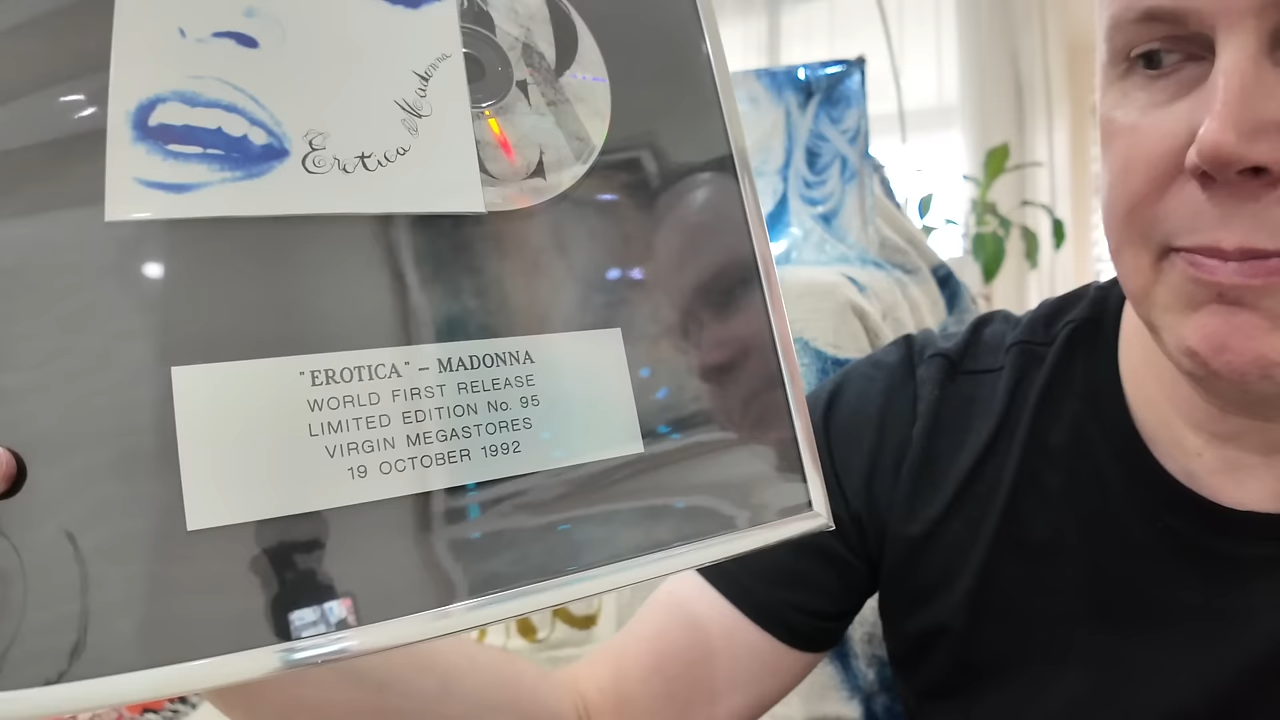 Erotica Madonna
"EROTICA" – MADONNA
WORLD FIRST RELEASE
LIMITED EDITION No. 95
VIRGIN MEGASTORES
19 OCTOBER 1992